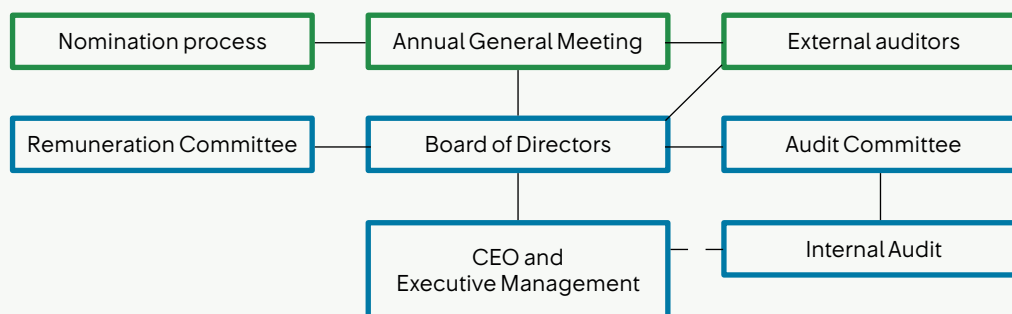 Nomination process
Annual General Meeting
External auditors
Remuneration Committee
Board of Directors
Audit Committee
CEO and
Executive Management
Internal Audit